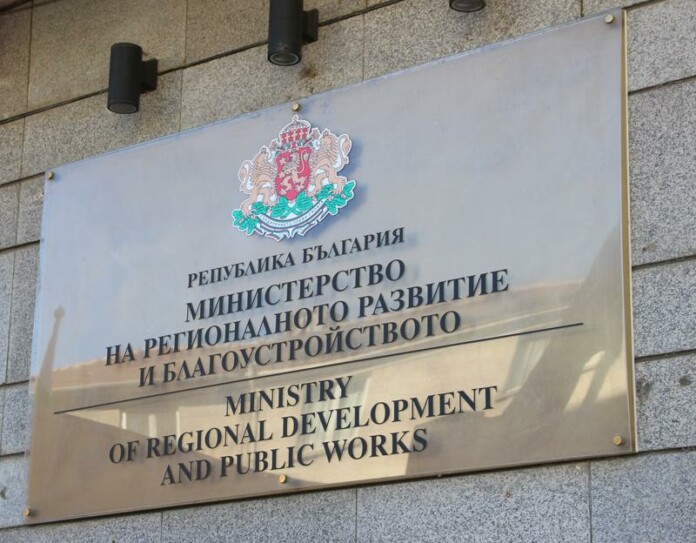 РЕПУБЛИКА БЪЛГАРИЯ
МИНИСТЕРСТВО
НА РЕГИОНАЛНОТО РАЗВИТИЕ
И БЛАГОУСТРОЙСТВОТО
MINISTRY
OF REGIONAL DEVELOPMENT
AND PUBLIC WORKS